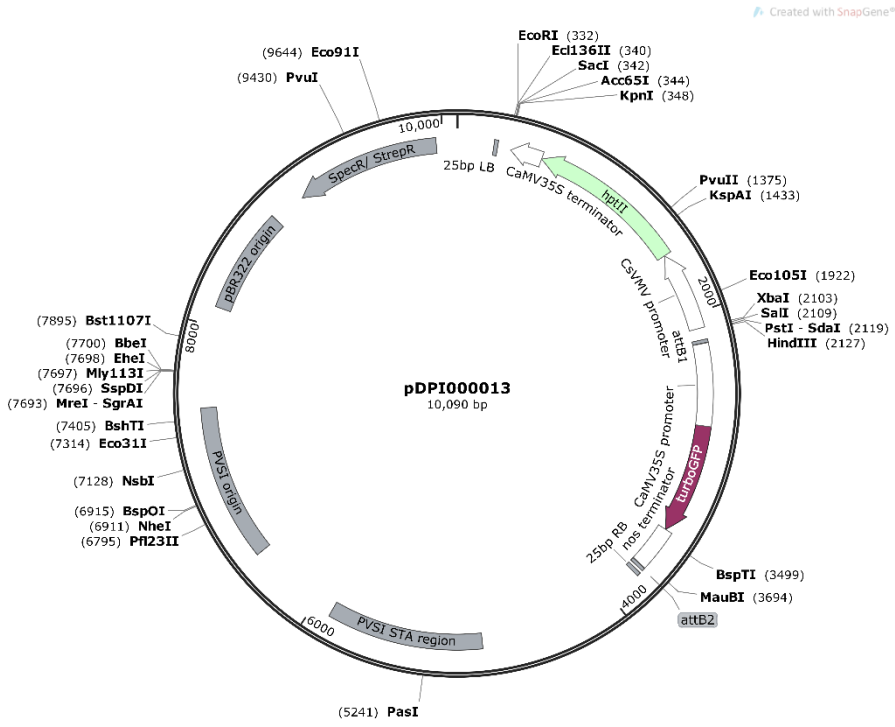 Created with SnapGene®
EcoRI (332)
Ecl136II (340)
SacI (342)
Acc65I (344)
KpnI (348)
PvuII (1375)
KspAI (1433)
Eco105I (1922)
XbaI (2103)
SalI (2109)
PstI - SdaI (2119)
HindIII (2127)
BspTI (3499)
MauBI (3694)
attB2
(5241) PasI
(6795) Pfl23II
(6911) NheI
(6915) BspOI
(7128) NsbI
(7314) Eco31I
(7405) BshTI
(7693) MreI - SgrAI
(7696) SspDI
(7697) Mly113I
(7698) EheI
(7700) BbeI
(7895) Bst1107I
(9430) PvuI
(9644) Eco91I
10,000
2000
4000
6000
8000
25bp LB
CaMV35S terminator
hptII
CsVMV promoter
attB1
CaMV35S promoter
turboGFP
nos terminator
25bp RB
PVSI STA region
PVSI origin
pBR322 origin
SpecR/ StrepR
pDPI000013
10,090 bp